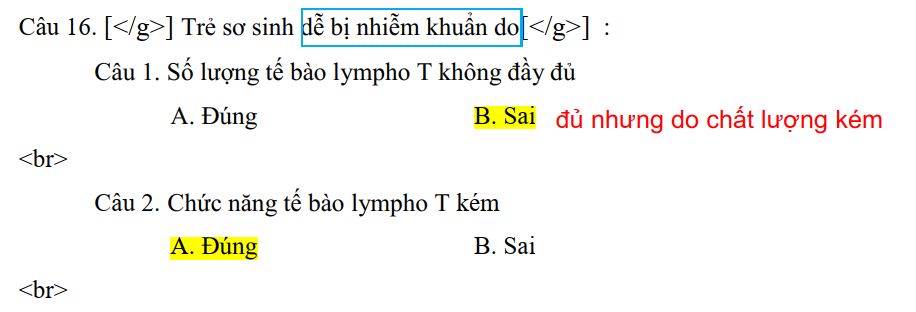 Câu 16. [</g>] Trẻ sơ sinh dễ bị nhiễm khuẩn do[</g>] :
Câu 1. Số lượng tế bào lympho T không đầy đủ
A. Đúng B. Sai đủ nhưng do chất lượng kém
<br>
Câu 2. Chức năng tế bào lympho T kém
A. Đúng B. Sai
<br>